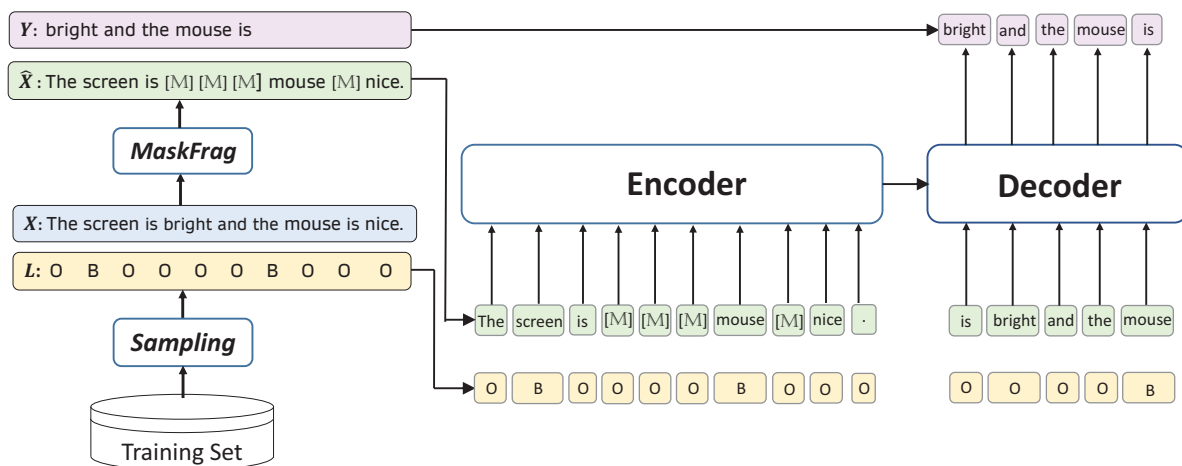 Y: bright and the mouse is
bright and the mouse is
X̂: The screen is [M] [M] [M] mouse [M] nice.
MaskFrag
Encoder
Decoder
X: The screen is bright and the mouse is nice.
L: O B O O O O O B O O O
The screen is [M] [M] [M] mouse [M] nice .
is bright and the mouse
Sampling
O B O O O O B O O O
O O O O B
Training Set